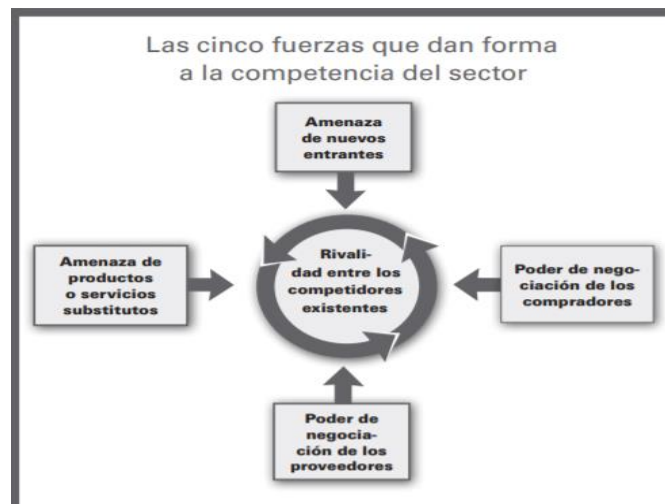 Las cinco fuerzas que dan forma
a la competencia del sector
Amenaza
de nuevos
entrantes
Amenaza de
productos
o servicios
substitutos
Rivali-
dad entre los
competidores
existentes
Poder de nego-
ciación de los
compradores
Poder de
negocia-
ción de los
proveedores